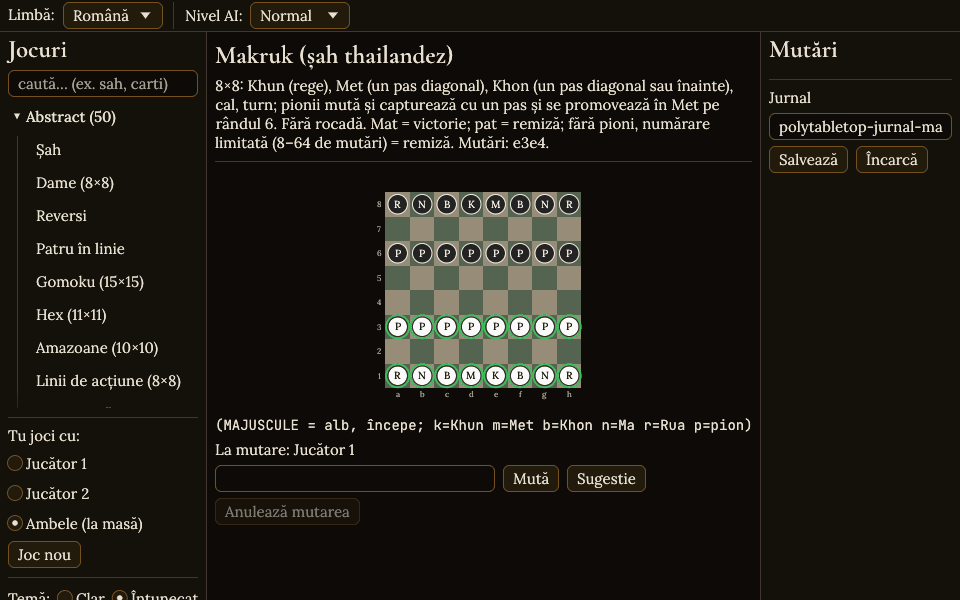 Limbă: Română Nivel AI: Normal
Jocuri
caută... (ex. sah, carti)
Abstract (50)
Șah
Dame (8×8)
Reversi
Patru în linie
Gomoku (15×15)
Hex (11×11)
Amazoane (10×10)
Linii de acțiune (8×8)
Tu joci cu:
Jucător 1
Jucător 2
Ambele (la masă)
Joc nou
Temă: Clar Întunecat
Makruk (șah thailandez)
8×8: Khun (rege), Met (un pas diagonal), Khon (un pas diagonal sau înainte),
cal, turn; pionii mută și capturează cu un pas și se promovează în Met pe
rândul 6. Fără rocadă. Mat = victorie; pat = remiză; fără pioni, numărare
limitată (8–64 de mutări) = remiză. Mutări: e3e4.
8 R N B K M B N R
7
6 P P P P P P P P
5
4
3 P P P P P P P P
2
1 R N B M K B N R
a b c d e f g h
(MAJUSCULE = alb, începe; k=Khun m=Met b=Khon n=Ma r=Rua p=pion)
La mutare: Jucător 1
Mută Sugestie
Anulează mutarea
Mutări
Jurnal
polytabletop-jurnal-ma
Salvează Încarcă